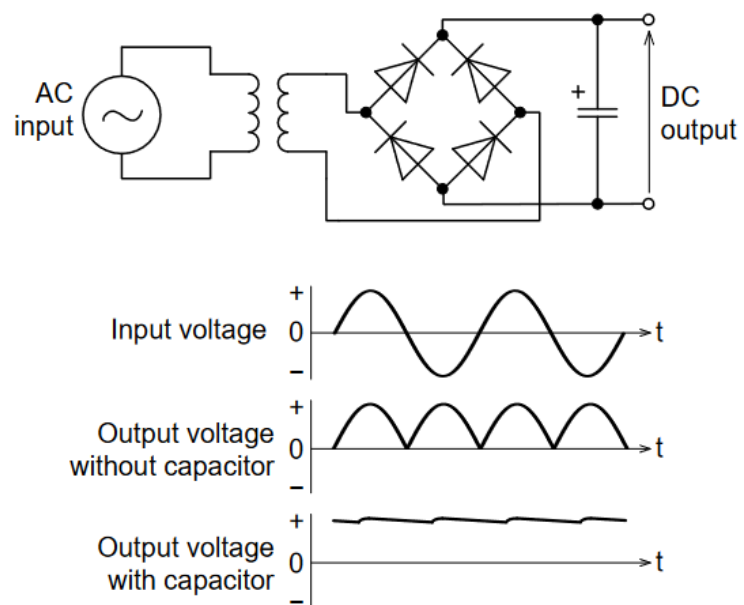 AC
input
+
DC
output
Input voltage
+
0
−
t
Output voltage
without capacitor
+
0
−
t
Output voltage
with capacitor
+
0
−
t